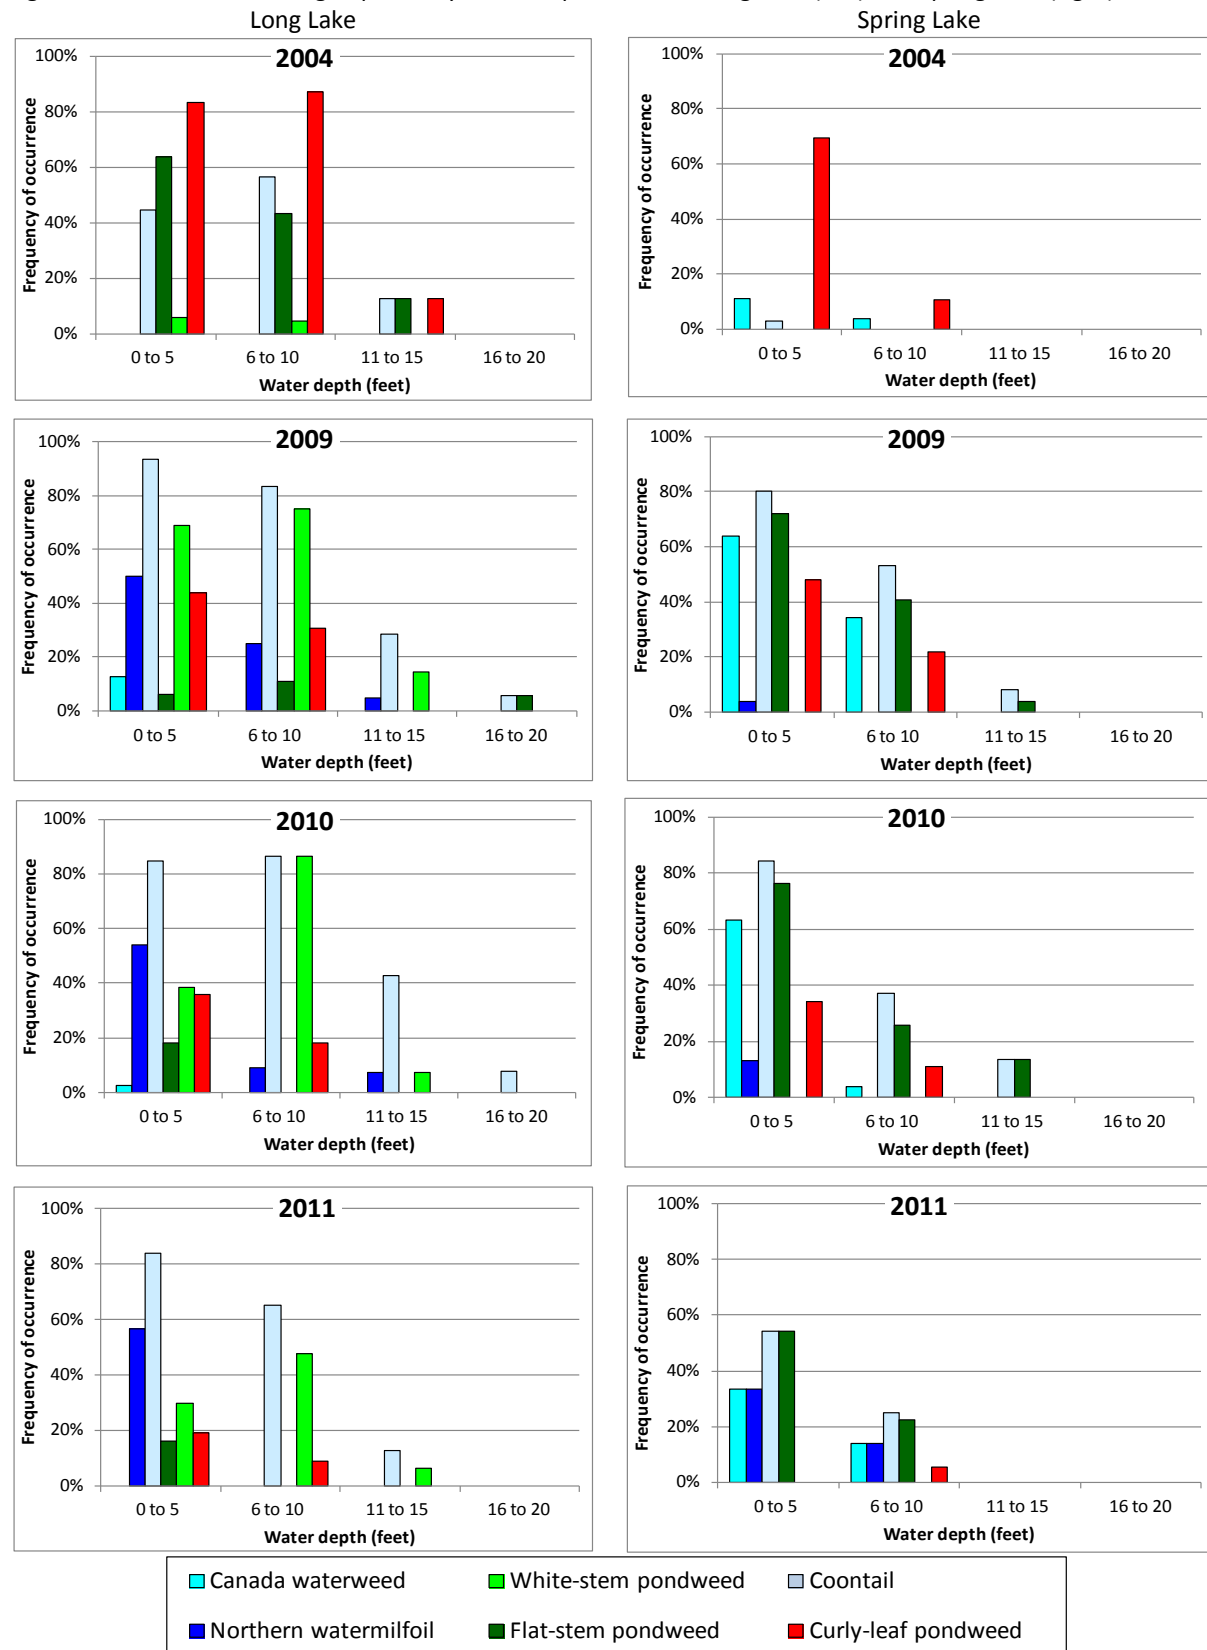 Long Lake
Spring Lake
2004
100%
80%
60%
40%
20%
0%
Frequency of occurrence
0 to 5
6 to 10
11 to 15
16 to 20
Water depth (feet)
2004
100%
80%
60%
40%
20%
0%
Frequency of occurrence
0 to 5
6 to 10
11 to 15
16 to 20
Water depth (feet)
2009
100%
80%
60%
40%
20%
0%
Frequency of occurrence
0 to 5
6 to 10
11 to 15
16 to 20
Water depth (feet)
2009
100%
80%
60%
40%
20%
0%
Frequency of occurrence
0 to 5
6 to 10
11 to 15
16 to 20
Water depth (feet)
2010
100%
80%
60%
40%
20%
0%
Frequency of occurrence
0 to 5
6 to 10
11 to 15
16 to 20
Water depth (feet)
2010
100%
80%
60%
40%
20%
0%
Frequency of occurrence
0 to 5
6 to 10
11 to 15
16 to 20
Water depth (feet)
2011
100%
80%
60%
40%
20%
0%
Frequency of occurrence
0 to 5
6 to 10
11 to 15
16 to 20
Water depth (feet)
2011
100%
80%
60%
40%
20%
0%
Frequency of occurrence
0 to 5
6 to 10
11 to 15
16 to 20
Water depth (feet)
Canada waterweed
White-stem pondweed
Coontail
Northern watermilfoil
Flat-stem pondweed
Curly-leaf pondweed